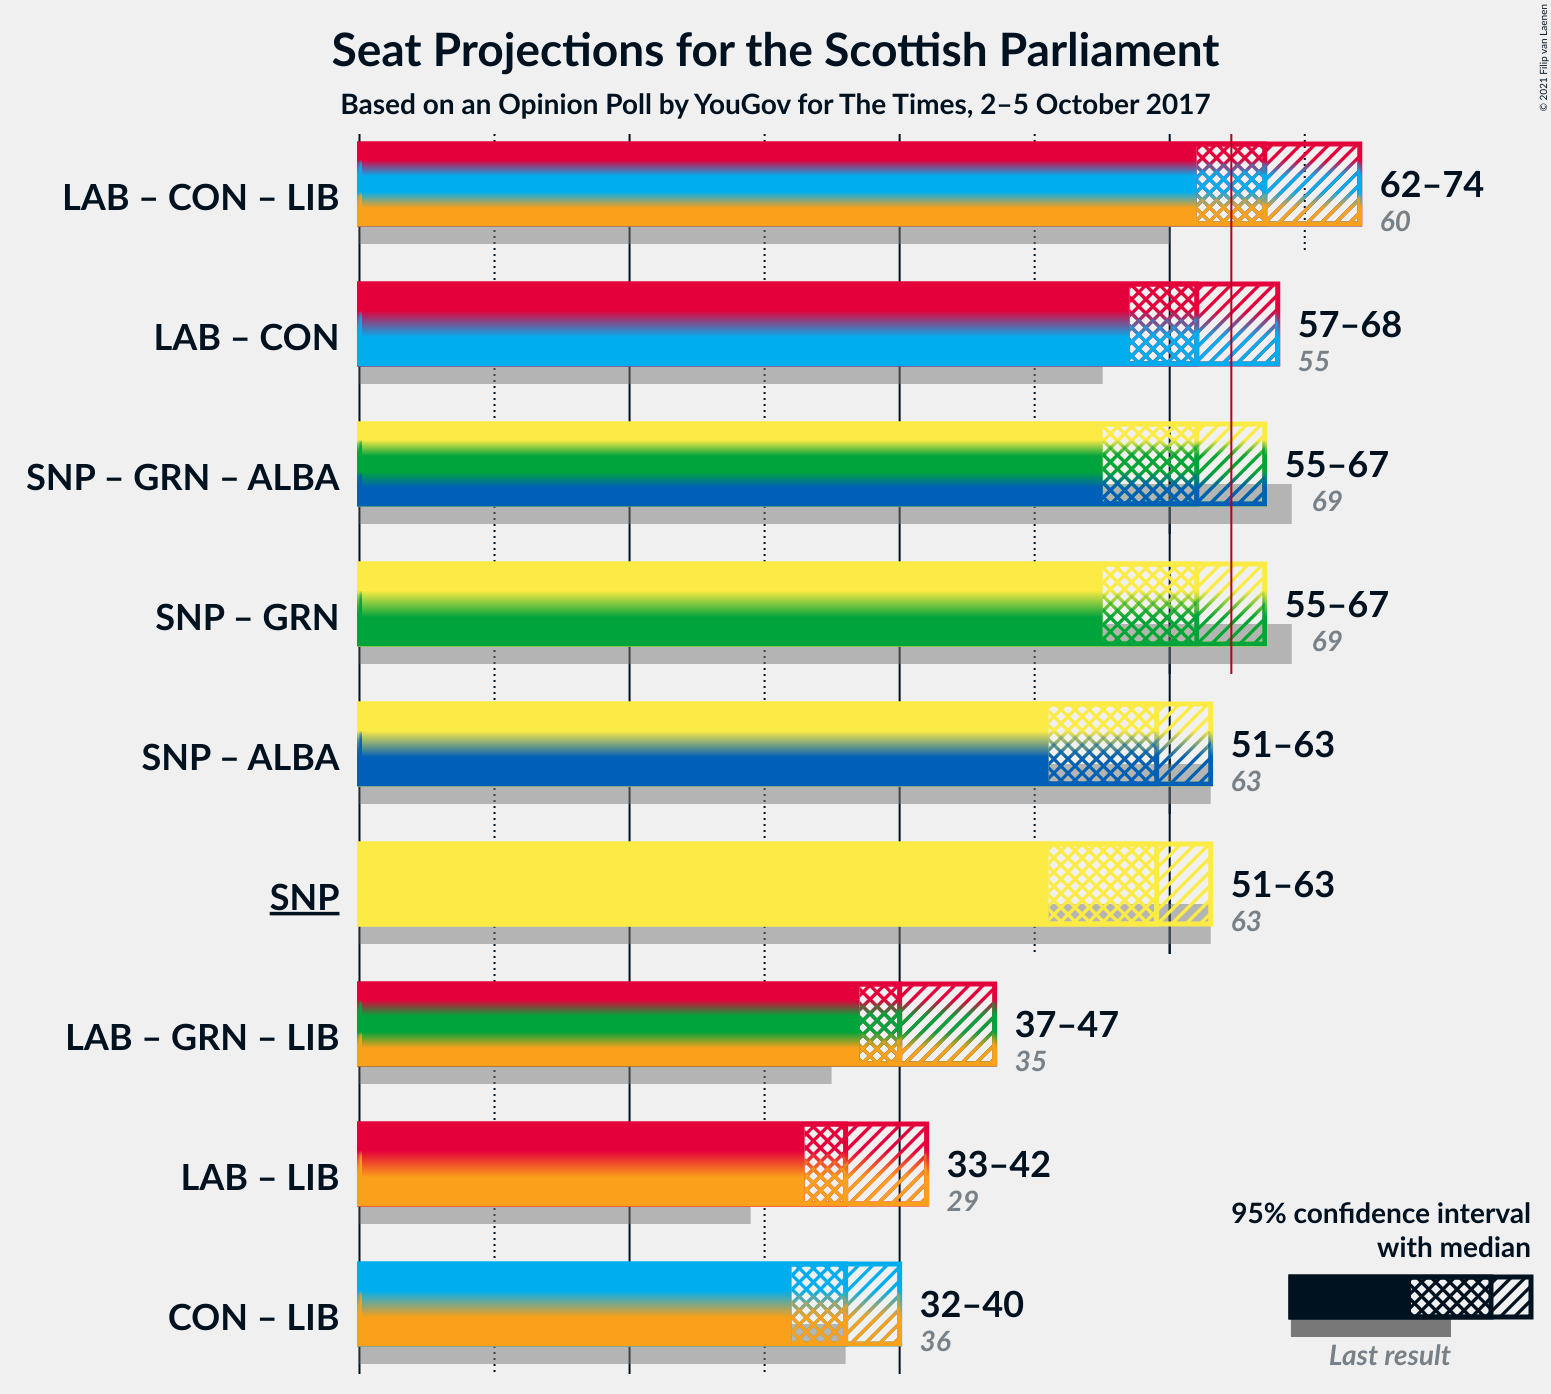 Seat Projections for the Scottish Parliament
Based on an Opinion Poll by YouGov for The Times, 2–5 October 2017
© 2021 Filip van Laenen
LAB – CON – LIB
62–74
60
LAB – CON
57–68
55
SNP – GRN – ALBA
55–67
69
SNP – GRN
55–67
69
SNP – ALBA
51–63
63
SNP
51–63
63
LAB – GRN – LIB
37–47
35
LAB – LIB
33–42
29
CON – LIB
32–40
36
95% confidence interval
with median
Last result